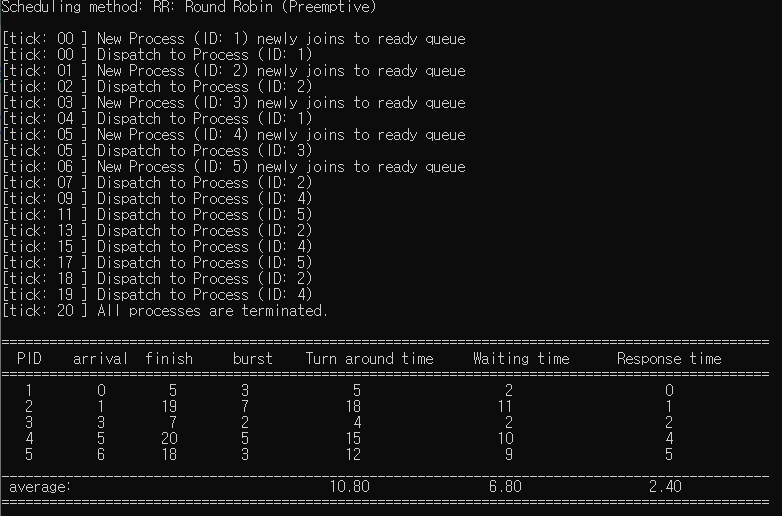 Scheduling method: RR: Round Robin (Preemptive)
[tick: 00 ] New Process (ID: 1) newly joins to ready queue
[tick: 00 ] Dispatch to Process (ID: 1)
[tick: 01 ] New Process (ID: 2) newly joins to ready queue
[tick: 02 ] Dispatch to Process (ID: 2)
[tick: 03 ] New Process (ID: 3) newly joins to ready queue
[tick: 04 ] Dispatch to Process (ID: 1)
[tick: 05 ] New Process (ID: 4) newly joins to ready queue
[tick: 05 ] Dispatch to Process (ID: 3)
[tick: 06 ] New Process (ID: 5) newly joins to ready queue
[tick: 07 ] Dispatch to Process (ID: 2)
[tick: 09 ] Dispatch to Process (ID: 4)
[tick: 11 ] Dispatch to Process (ID: 5)
[tick: 13 ] Dispatch to Process (ID: 2)
[tick: 15 ] Dispatch to Process (ID: 4)
[tick: 17 ] Dispatch to Process (ID: 5)
[tick: 18 ] Dispatch to Process (ID: 2)
[tick: 19 ] Dispatch to Process (ID: 4)
[tick: 20 ] All processes are terminated.
PID arrival finish burst Turn around time Waiting time Response time
1 0 5 3 5 2 0
2 1 19 7 18 11 1
3 3 7 2 4 2 2
4 5 20 5 15 10 4
5 6 18 3 12 9 5
average: 10.80 6.80 2.40